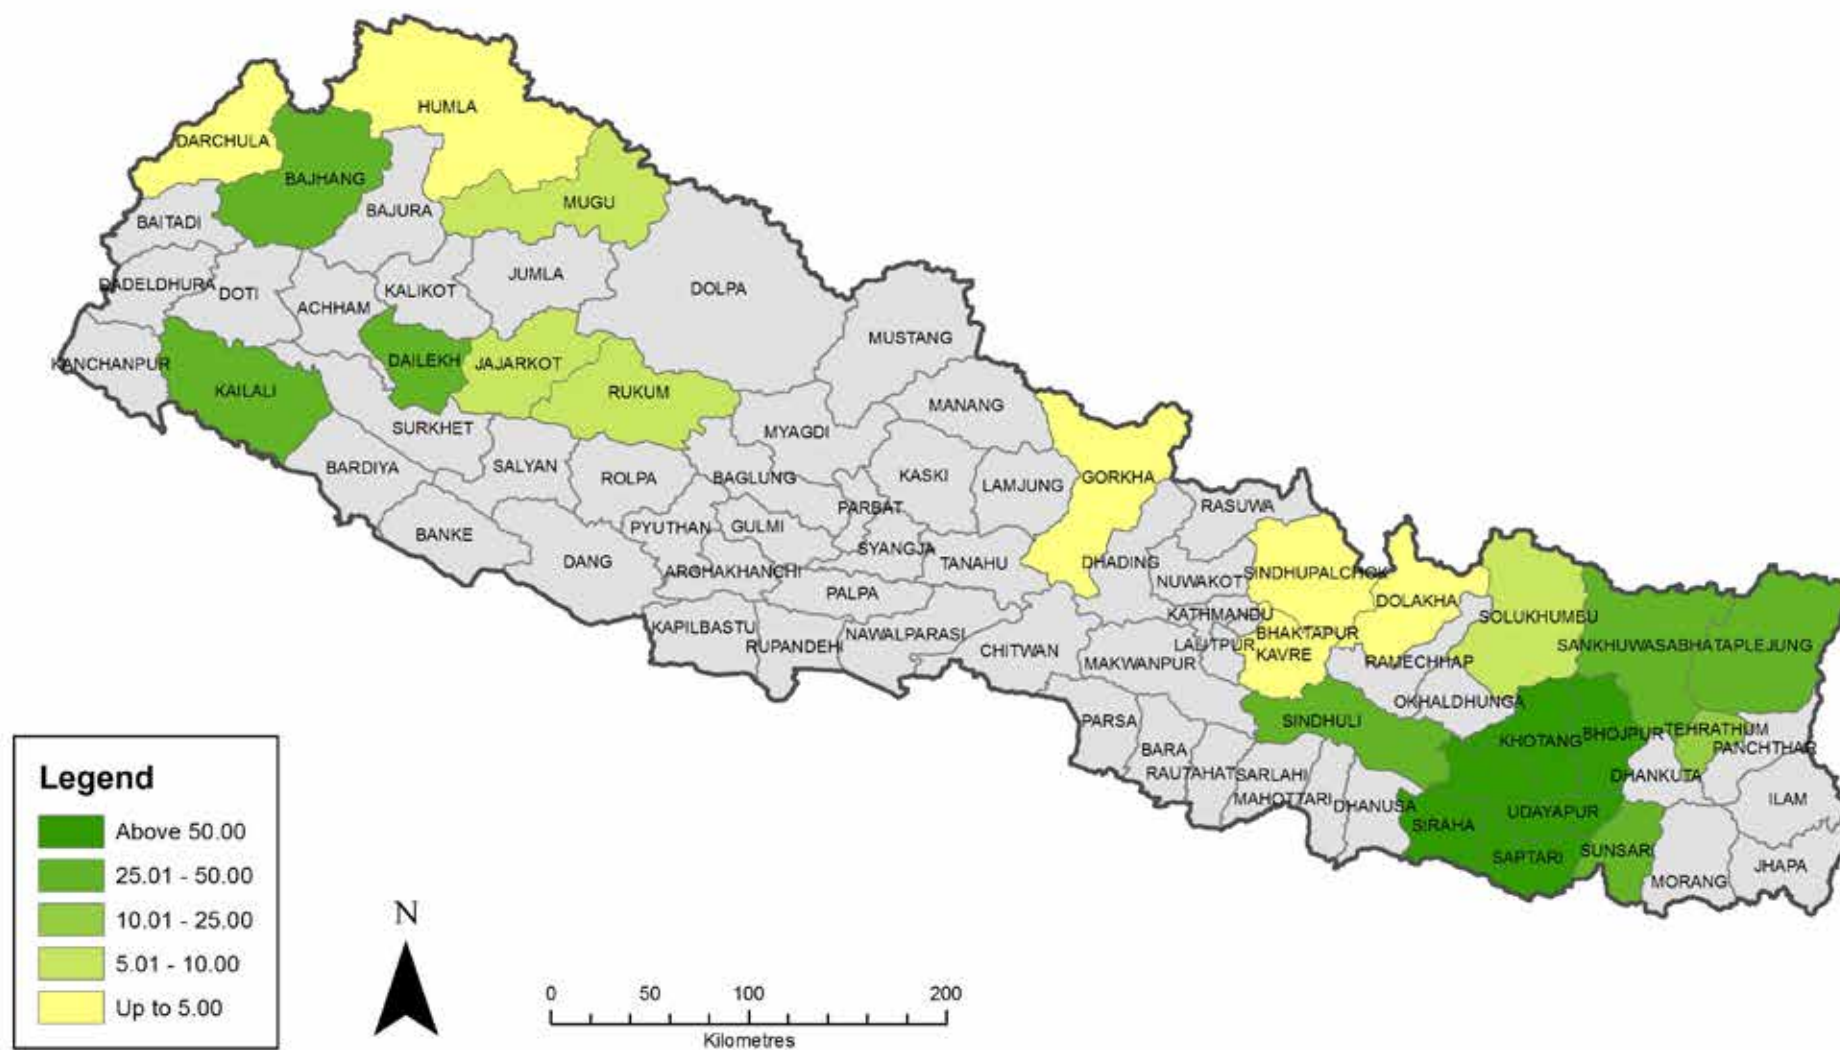 HUMLA
DARCHULA
BAJHANG
MUGU
BAJURA
BAITADI
JUMLA
DADELDHURA
DOTI
KALIKOT
DOLPA
ACHHAM
MUSTANG
KANCHANPUR
DAILEKH
JAJARKOT
KAILALI
RUKUM
MANANG
SURKHET
MYAGDI
BARDIYA
SALYAN
ROLPA
BAGLUNG
KASKI
LAMJUNG
GORKHA
PARBAT
RASUWA
BANKE
PYUTHAN
GULMI
SYANGJA
DANG
TANAHU
DHADING
ARGHAKHANCHI
NUWAKOT
SINDHUPALCHOK
PALPA
DOLAKHA
KATHMANDU
SOLUKHUMBU
KAPILBASTU
RUPANDEHI
NAWALPARASI
LALITPUR
BHAKTAPUR
CHITWAN
KAVRE
SANKHUWASABHA
TAPLEJUNG
MAKWANPUR
RAMECHHAP
OKHALDHUNGA
PARSA
SINDHULI
BHOJPUR
TEHRATHUM
KHOTANG
PANCHTHAR
BARA
RAUTAHAT
SARLAHI
DHANKUTA
MAHOTTARI
DHANUSA
ILAM
UDAYAPUR
SIRAHA
SAPTARI
SUNSARI
JHAPA
MORANG
Legend
Above 50.00
25.01 - 50.00
10.01 - 25.00
5.01 - 10.00
Up to 5.00
N
0 50 100 200
Kilometres